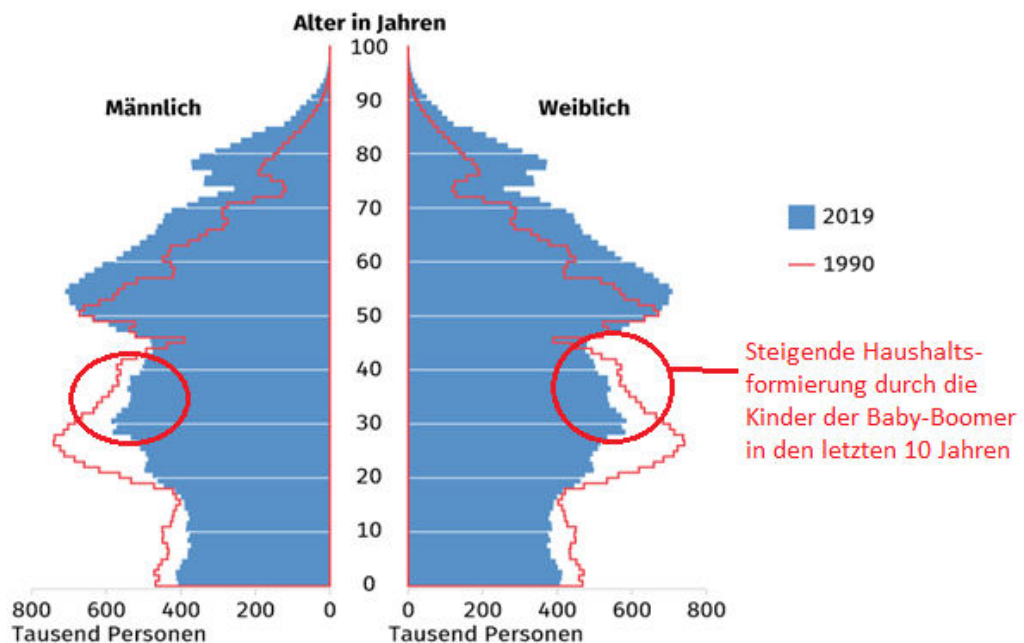 Alter in Jahren
100
Männlich
90
Weiblich
80
70
2019
60
1990
50
Steigende Haushalts-
40
formierung durch die
30
Kinder der Baby-Boomer
in den letzten 10 Jahren
20
10
0
800 600 400 200 0
0 200 400 600 800
Tausend Personen
Tausend Personen